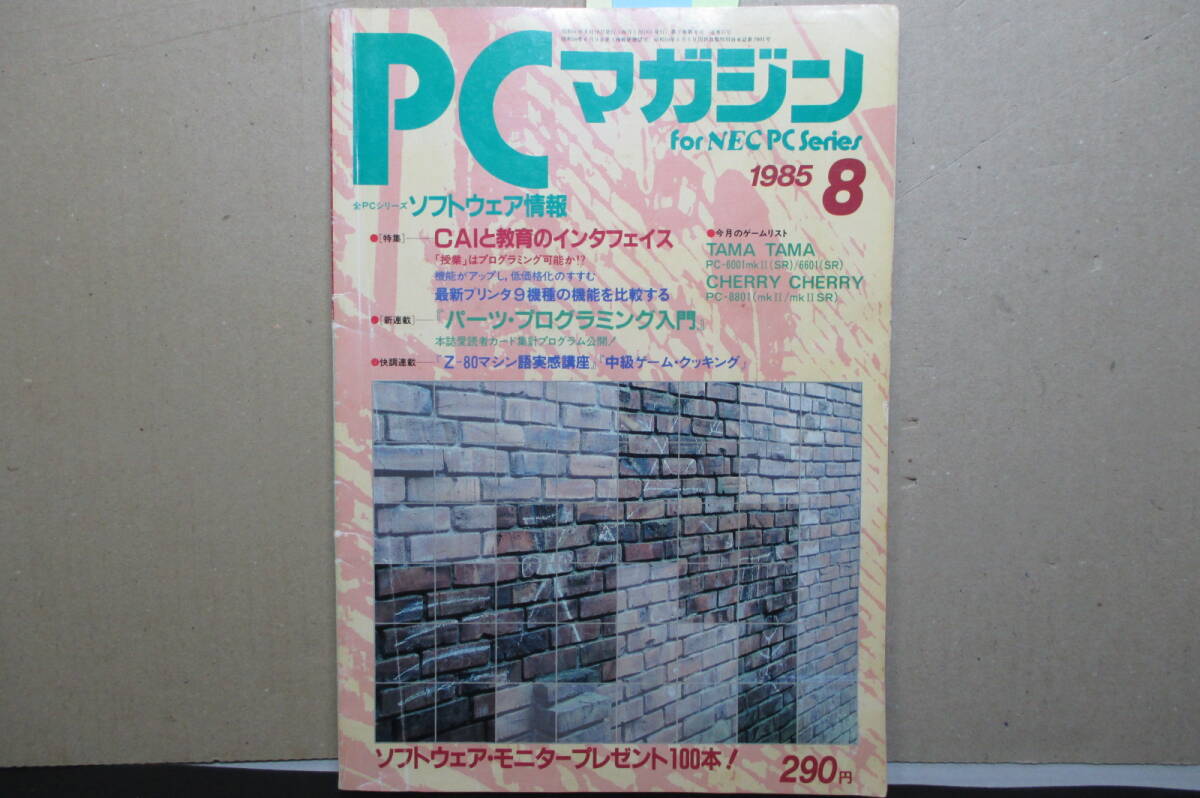 PCマガジン
for NEC PC Series
1985 8
全PCシリーズ ソフトウェア情報
●[特集] CAIと教育のインタフェイス
「授業」はプログラミング可能か!?
機能がアップし,低価格化のすすむ
最新プリンタ9機種の機能を比較する
●[新連載] 『パーツ・プログラミング入門』
本誌愛読者カード集計プログラム公開!
●快調連載 『Z-80マシン語実感講座』『中級ゲーム・クッキング』
●今月のゲームリスト
TAMA TAMA
PC-6001mkII(SR)/6601(SR)
CHERRY CHERRY
PC-8801(mkII/mkIISR)
ソフトウェア・モニタープレゼント100本!
290円